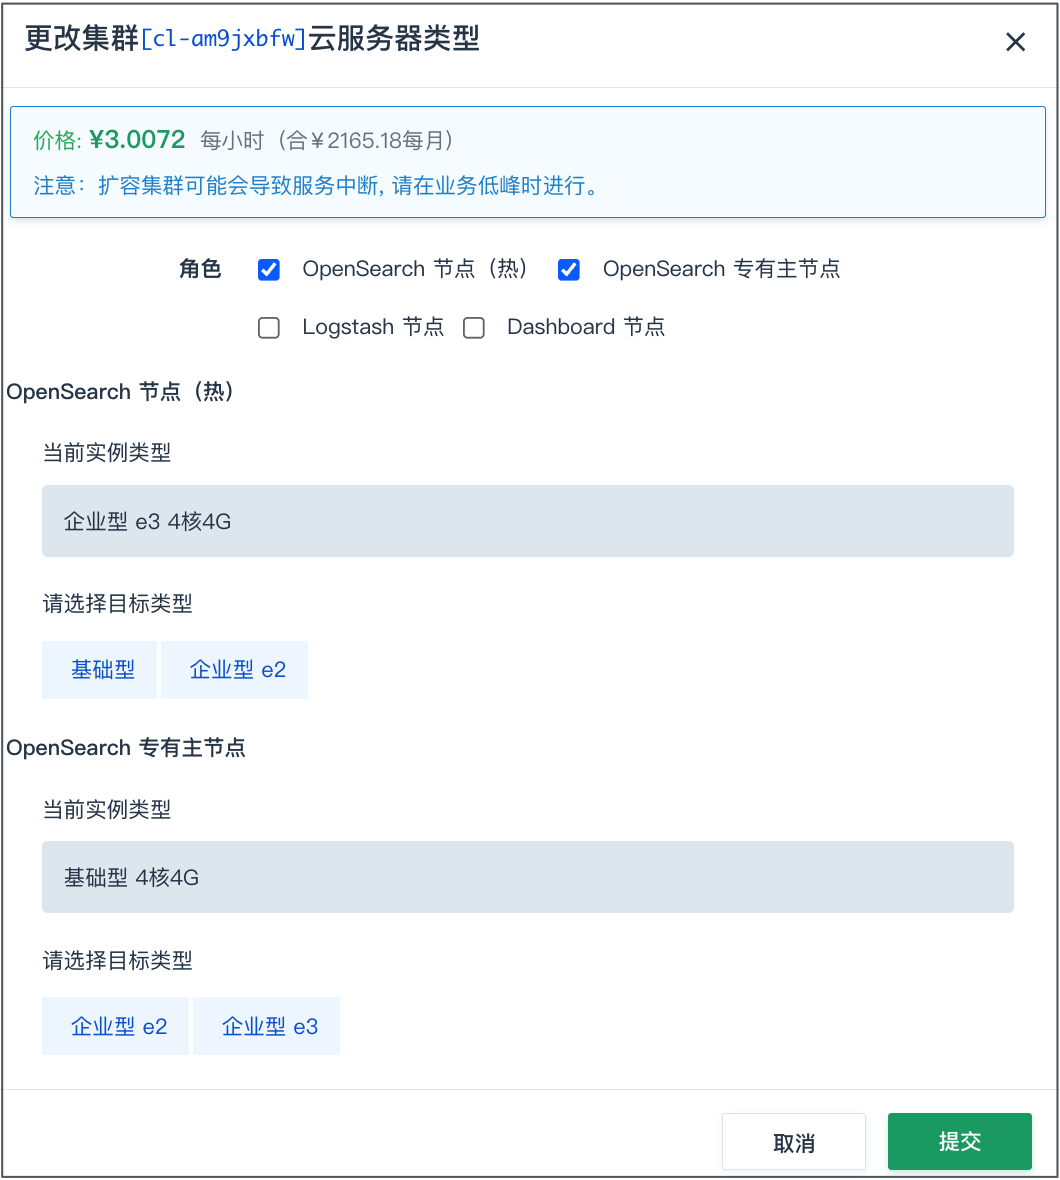 更改集群[cl-am9jxbfw]云服务器类型
价格: ¥3.0072 每小时（合￥2165.18每月）
注意：扩容集群可能会导致服务中断, 请在业务低峰时进行。
角色 OpenSearch 节点（热） OpenSearch 专有主节点
Logstash 节点 Dashboard 节点
OpenSearch 节点（热）
当前实例类型
企业型 e3 4核4G
请选择目标类型
基础型 企业型 e2
OpenSearch 专有主节点
当前实例类型
基础型 4核4G
请选择目标类型
企业型 e2 企业型 e3
取消 提交